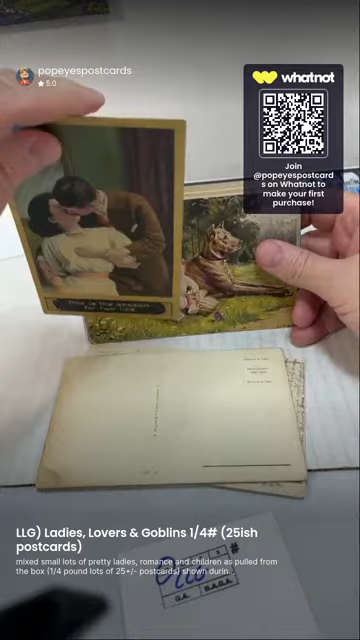 popeyespostcards
★ 5.0
whatnot
Join
@popeyespostcard
s on Whatnot to
make your first
purchase!
"This is the season
for two lips.
LLG) Ladies, Lovers & Goblins 1/4# (25ish
postcards)
mixed small lots of pretty ladies, romance and children as pulled from
the box (1/4 pound lots of 25+/- postcards) shown durin...
#